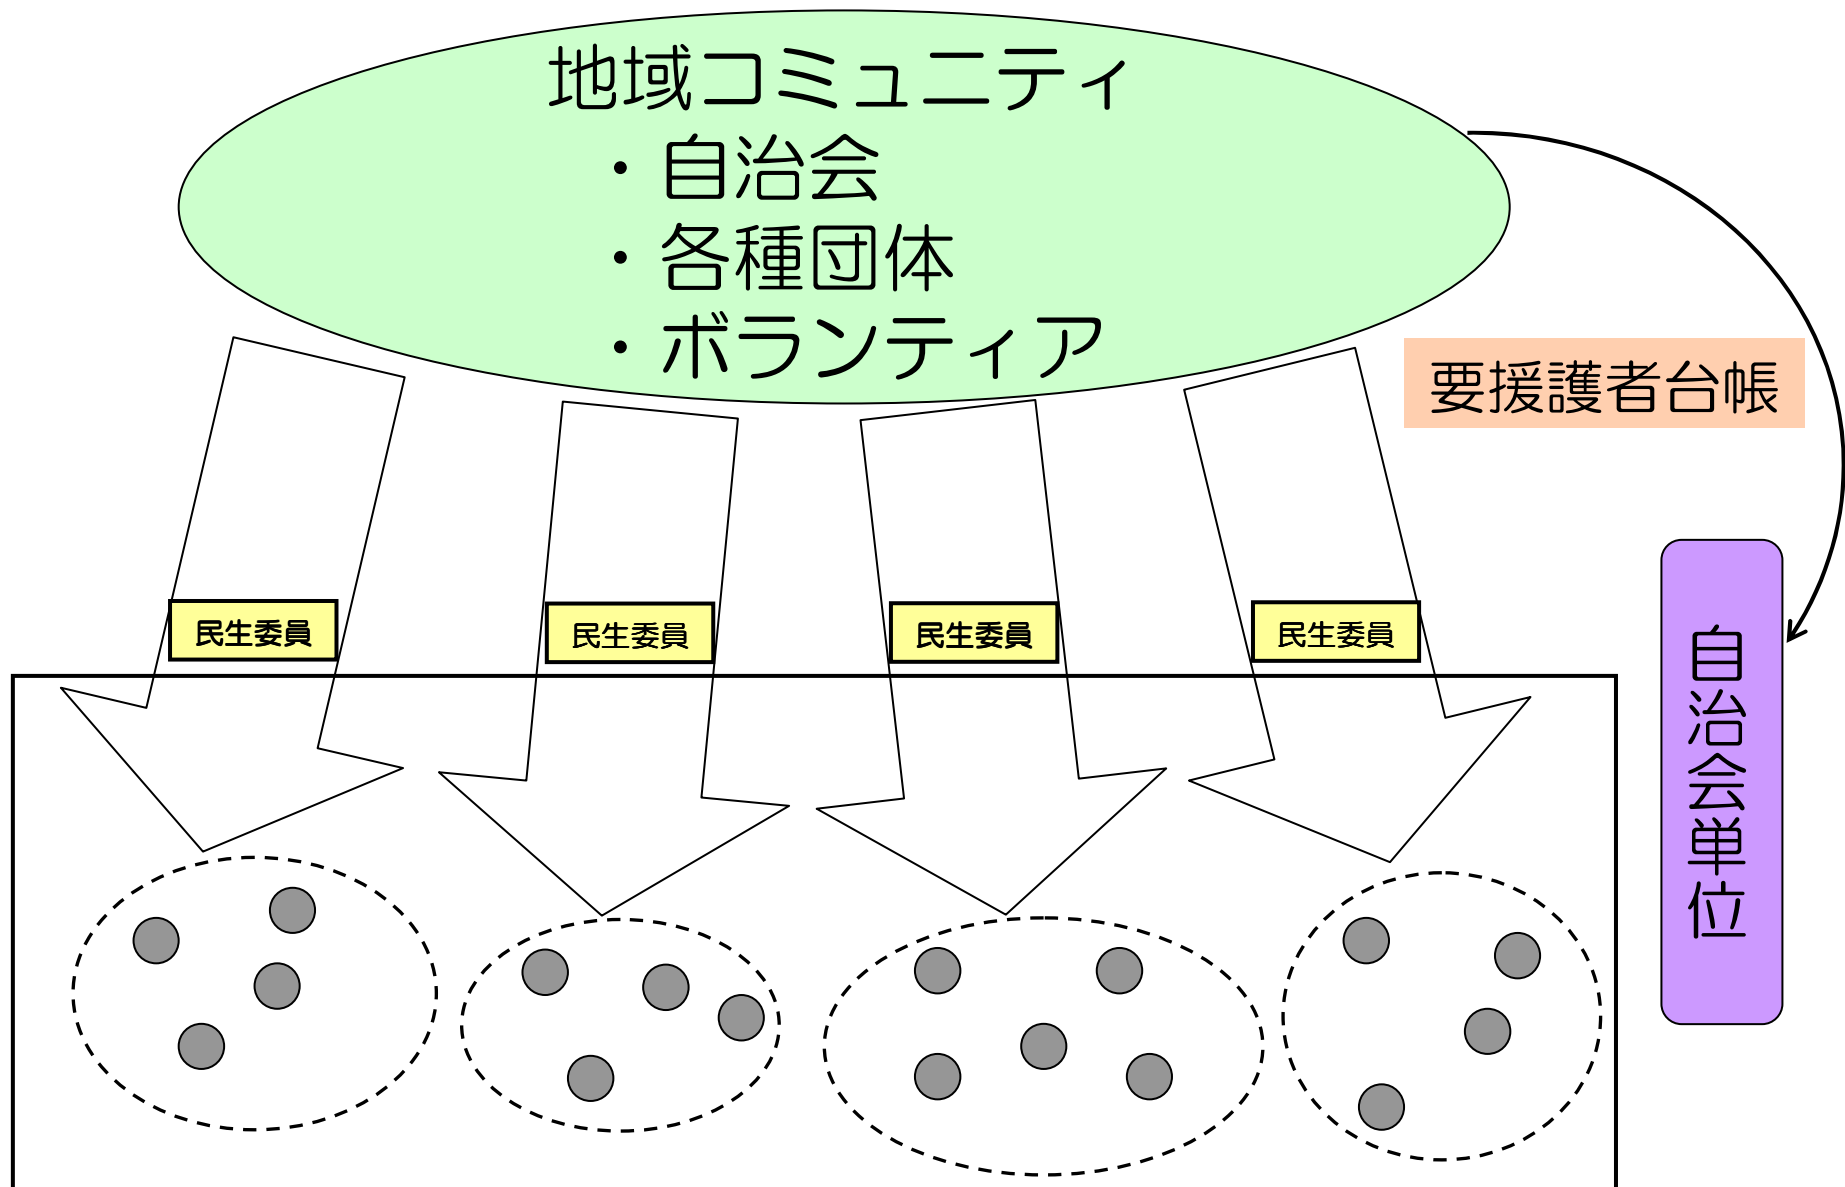 地域コミュニティ
・自治会
・各種団体
・ボランティア
要援護者台帳
民生委員
民生委員
民生委員
民生委員
自治会単位